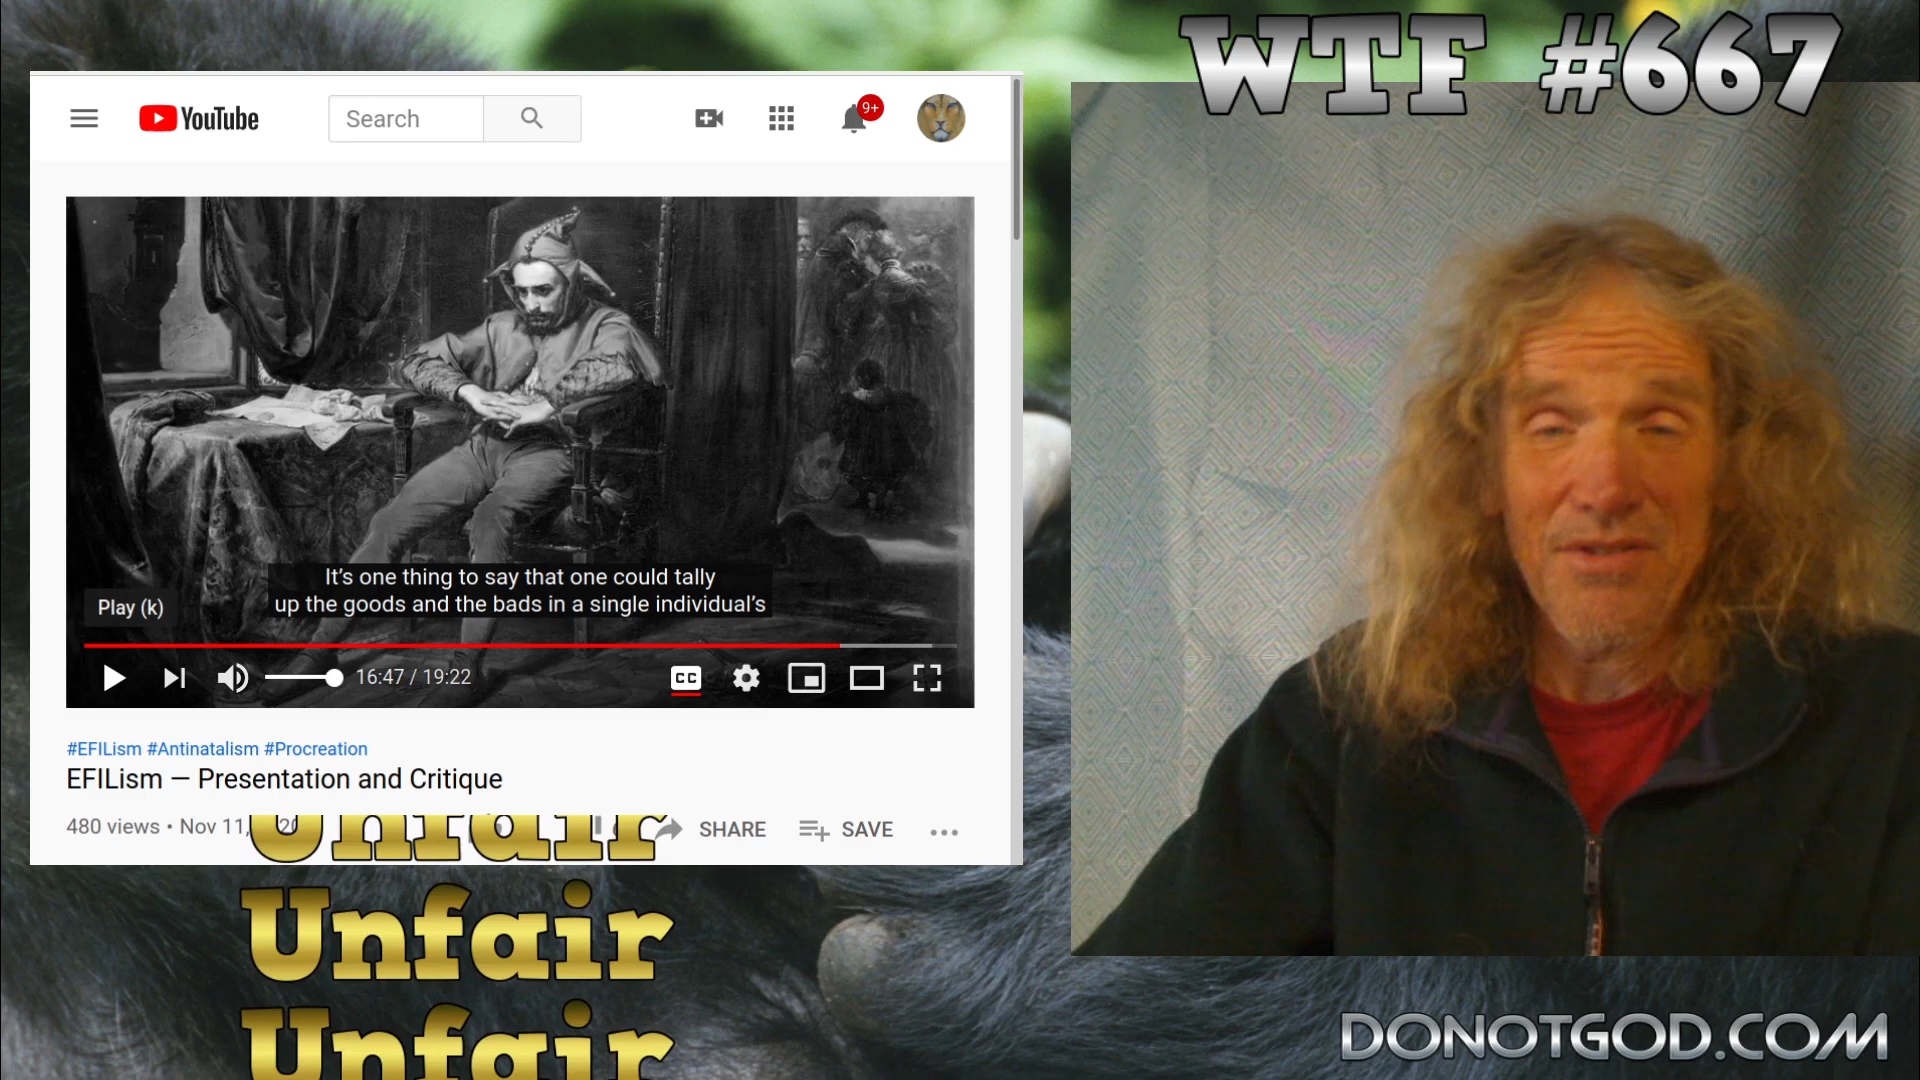 WTF #667
YouTube
Search
9+
It's one thing to say that one could tally
up the goods and the bads in a single individual's
Play (k)
16:47 / 19:22
CC
#EFILism #Antinatalism #Procreation
EFILism — Presentation and Critique
480 views • Nov 11,
SHARE
SAVE
Unfair
Unfair
Unfair
DONOTGOD.COM